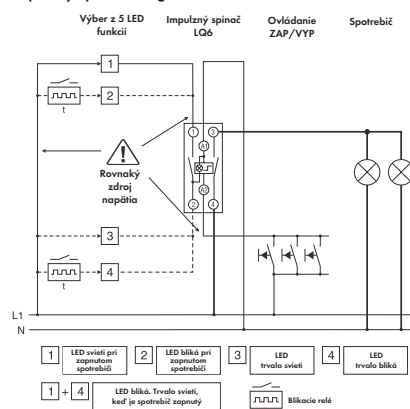 Výber z 5 LED
funkcií
Impulzný spínač
LQ6
Ovládanie
ZAP/VYP
Spotrebič
1
t
2
1
3
A1
A2
2
4
Rovnaký
zdroj
napätia
3
t
4
L1
N
1
LED svieti pri
zapnutom
spotrebiči
2
LED bliká pri
zapnutom
spotrebiči
3
LED
trvalo svieti
4
LED
trvalo bliká
1 + 4
LED bliká. Trvalo svieti,
keď je spotrebič zapnutý
Blikacie relé